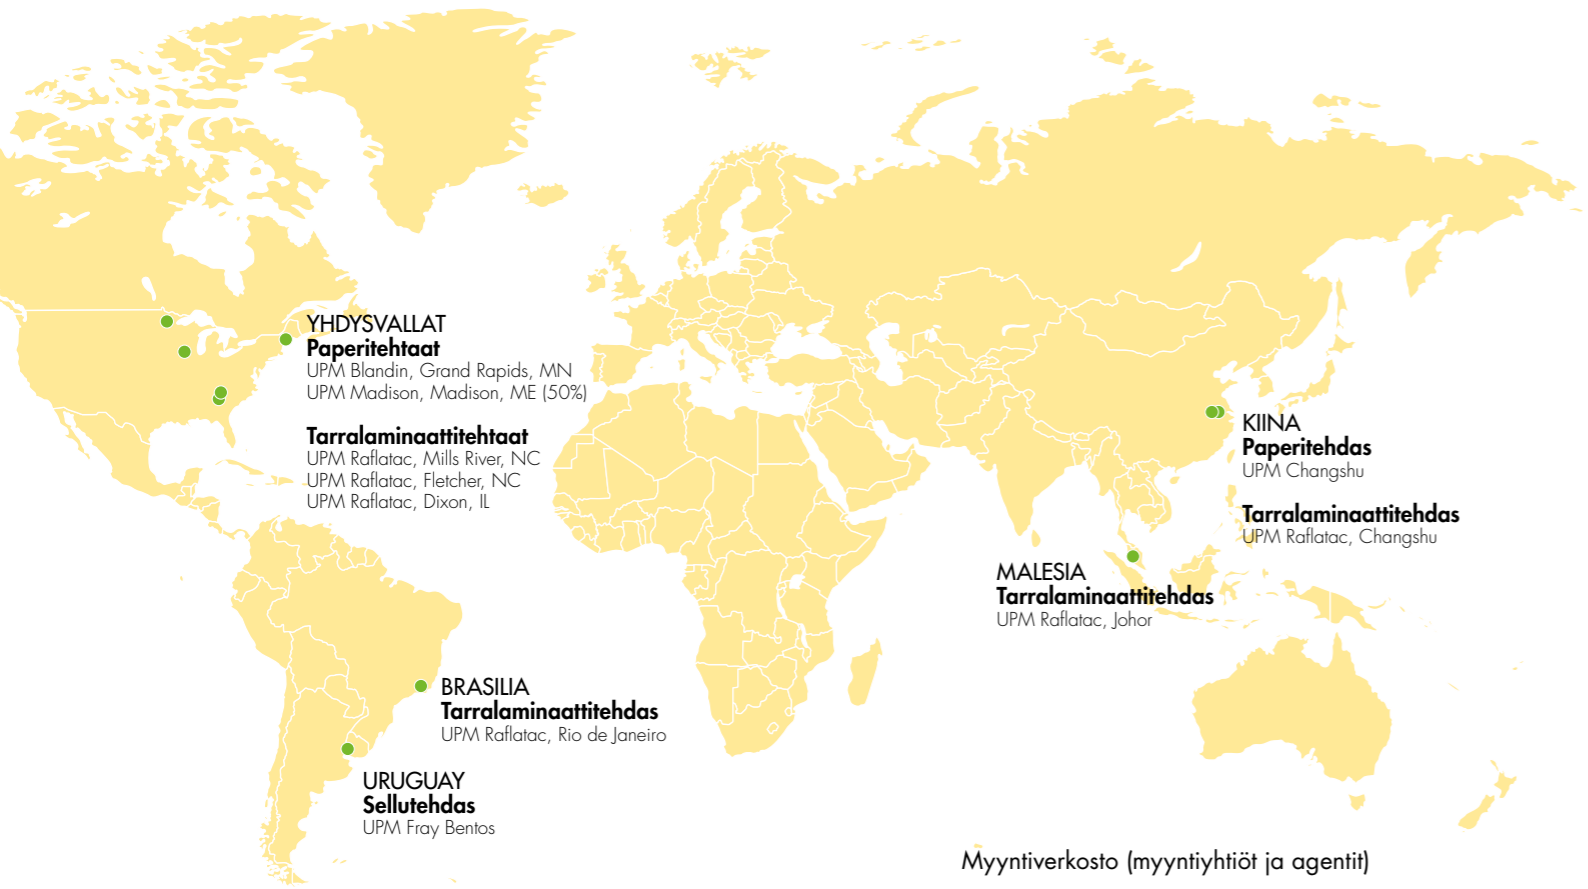 YHDYSVALLAT
Paperitehtaat
UPM Blandin, Grand Rapids, MN
UPM Madison, Madison, ME (50%)
Tarralaminaattitehtaat
UPM Raflatac, Mills River, NC
UPM Raflatac, Fletcher, NC
UPM Raflatac, Dixon, IL
KIINA
Paperitehdas
UPM Changshu
Tarralaminaattitehdas
UPM Raflatac, Changshu
MALESIA
Tarralaminaattitehdas
UPM Raflatac, Johor
BRASILIA
Tarralaminaattitehdas
UPM Raflatac, Rio de Janeiro
URUGUAY
Sellutehdas
UPM Fray Bentos
Myyntiverkosto (myyntiyhtiöt ja agentit)